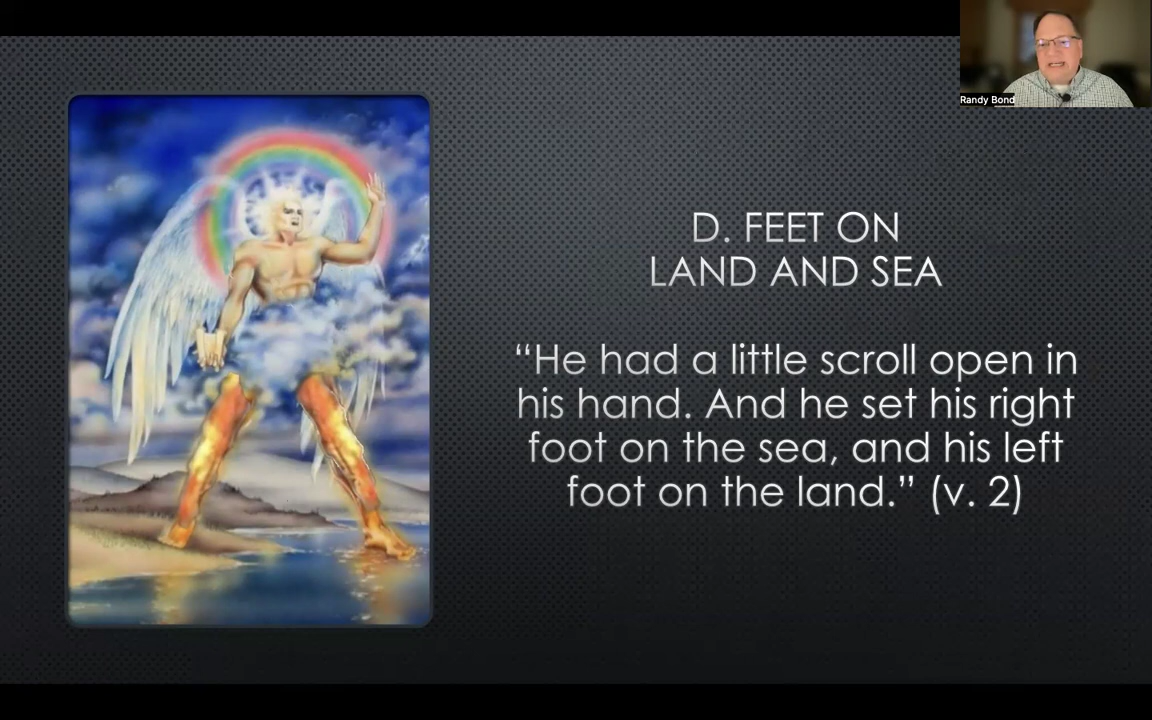 Randy Bond
D. FEET ON
LAND AND SEA
“He had a little scroll open in
his hand. And he set his right
foot on the sea, and his left
foot on the land.” (v. 2)